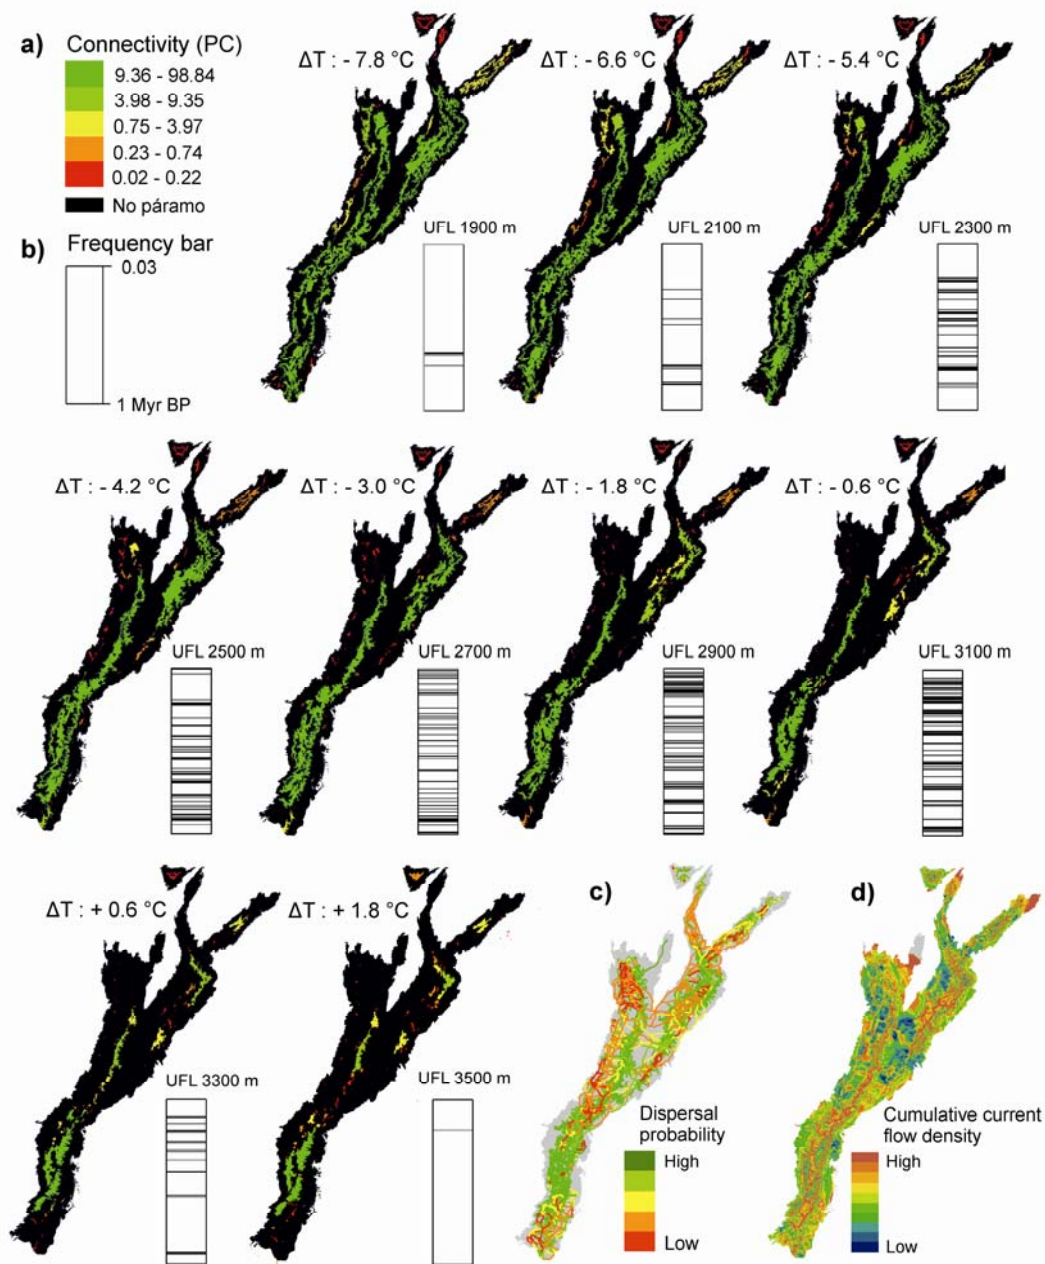 a) Connectivity (PC)
9.36 - 98.84
3.98 - 9.35
0.75 - 3.97
0.23 - 0.74
0.02 - 0.22
No páramo
ΔT : - 7.8 °C
ΔT : - 6.6 °C
ΔT : - 5.4 °C
UFL 1900 m
UFL 2100 m
UFL 2300 m
b) Frequency bar
0.03
1 Myr BP
ΔT : - 4.2 °C
ΔT : - 3.0 °C
ΔT : - 1.8 °C
ΔT : - 0.6 °C
UFL 2500 m
UFL 2700 m
UFL 2900 m
UFL 3100 m
ΔT : + 0.6 °C
ΔT : + 1.8 °C
UFL 3300 m
UFL 3500 m
c)
Dispersal
probability
High
Low
d)
Cumulative current
flow density
High
Low